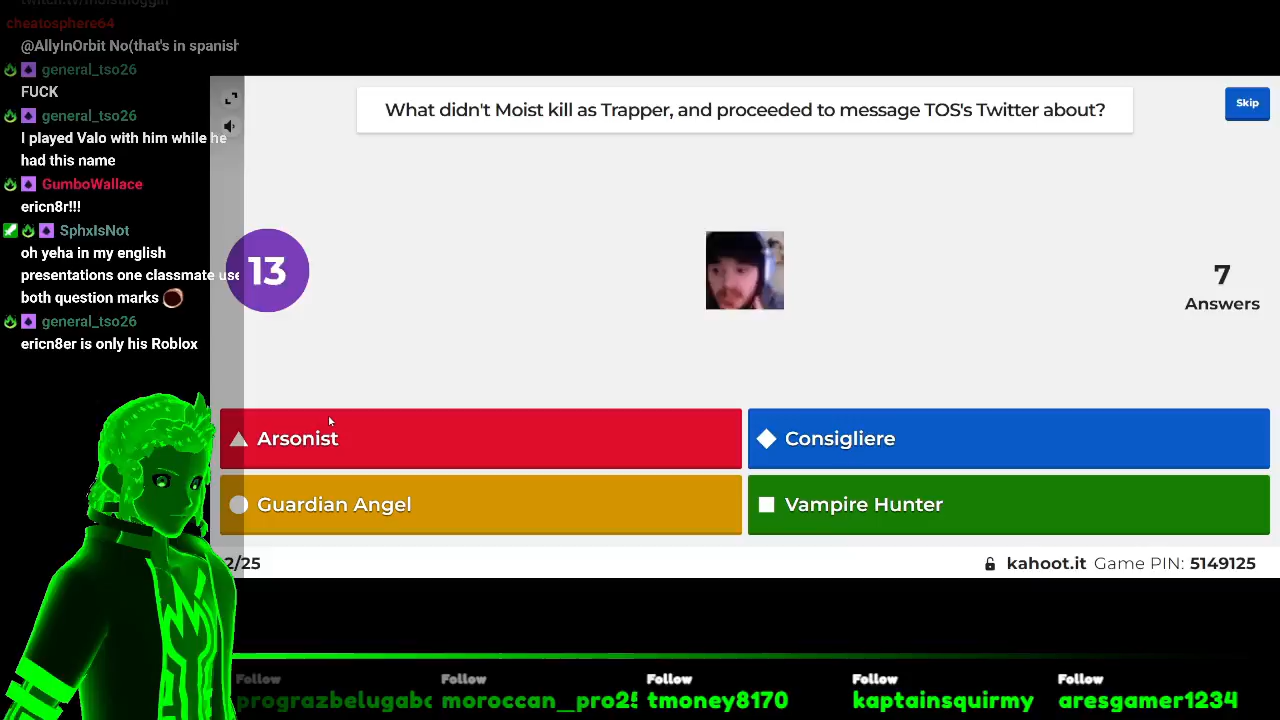 cheatosphere64
@AllyInOrbit No(that's in spanish
general_tso26
FUCK
general_tso26
I played Valo with him while he
had this name
GumboWallace
ericn8r!!!
SphxIsNot
oh yeha in my english
presentations one classmate use
both question marks
general_tso26
ericn8er is only his Roblox
What didn't Moist kill as Trapper, and proceeded to message TOS's Twitter about?
Skip
13
7
Answers
Arsonist
Consigliere
Guardian Angel
Vampire Hunter
2/25
kahoot.it Game PIN: 5149125
Follow
prograzbelugabc
Follow
moroccan__pro25
Follow
tmoney8170
Follow
kaptainsquirmy
Follow
aresgamer1234